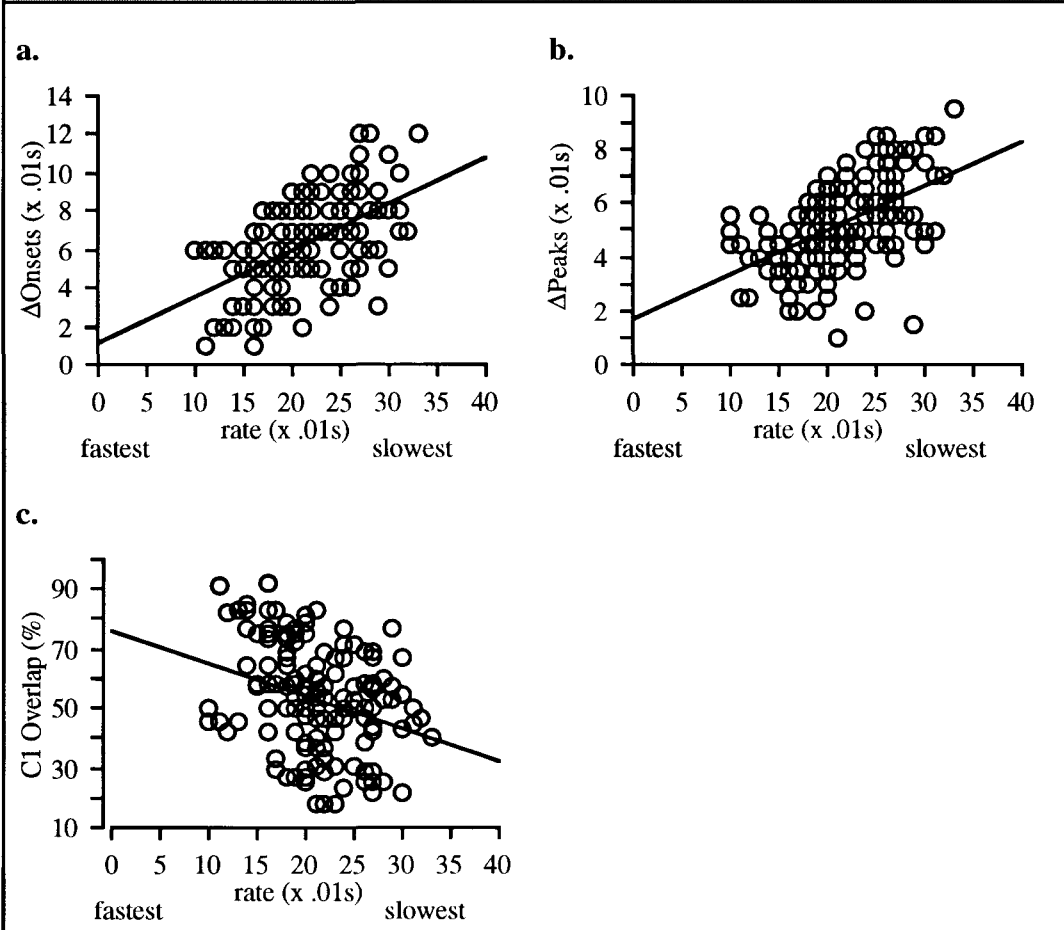 a.
14
12
10
8
6
4
2
0
ΔOnsets (x .01s)
0 5 10 15 20 25 30 35 40
rate (x .01s)
fastest slowest
b.
10
8
6
4
2
0
ΔPeaks (x .01s)
0 5 10 15 20 25 30 35 40
rate (x .01s)
fastest slowest
c.
90
70
50
30
10
C1 Overlap (%)
0 5 10 15 20 25 30 35 40
rate (x .01s)
fastest slowest